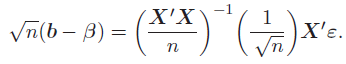 √n(b − β) = (X′X/n)⁻¹ (1/√n) X′ε.